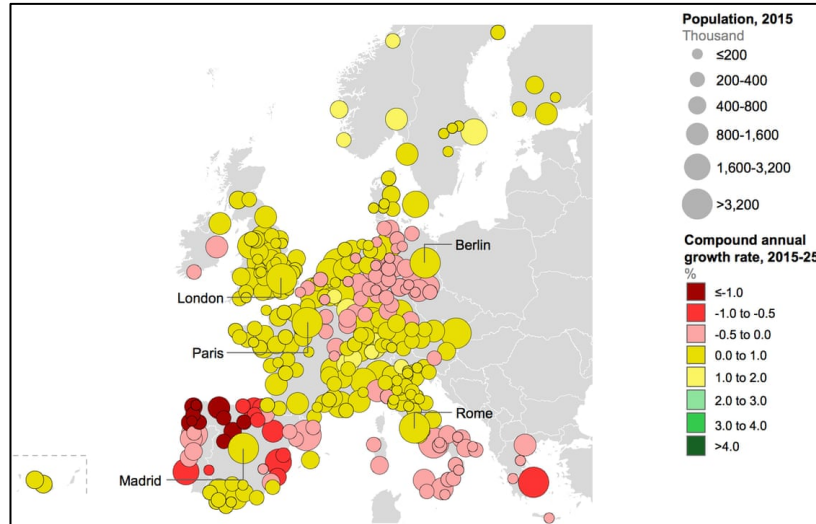 Population, 2015
Thousand
≤200
200-400
400-800
800-1,600
1,600-3,200
>3,200
Berlin
London
Paris
Rome
Madrid
Compound annual
growth rate, 2015-25
%
≤-1.0
-1.0 to -0.5
-0.5 to 0.0
0.0 to 1.0
1.0 to 2.0
2.0 to 3.0
3.0 to 4.0
>4.0